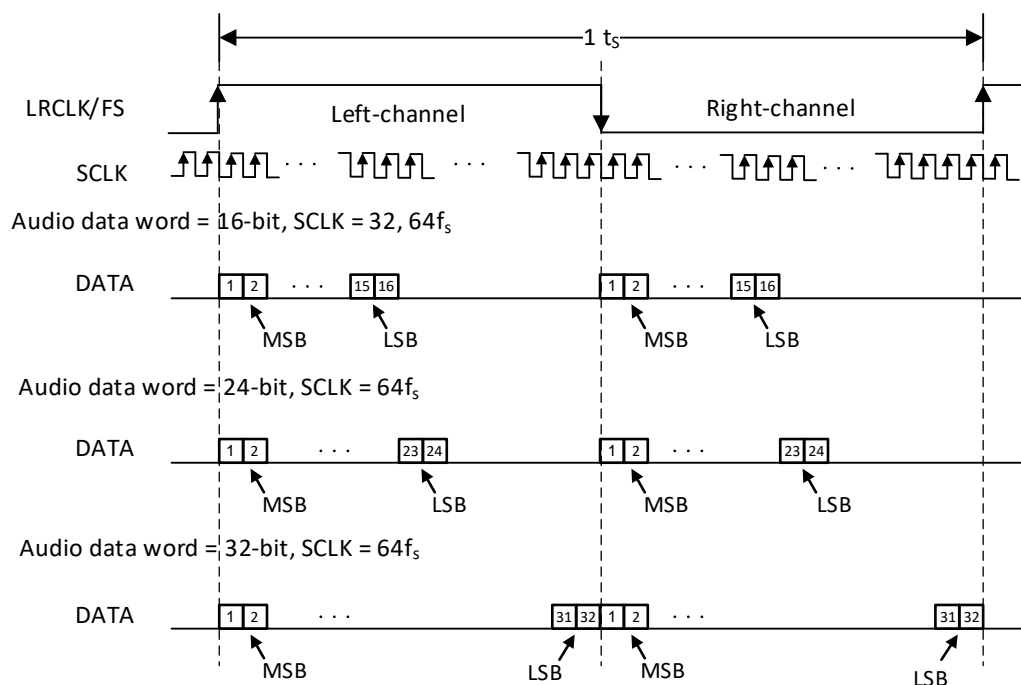 1 tS
LRCLK/FS
Left-channel
Right-channel
SCLK
. . .
. . .
. . .
. . .
Audio data word = 16-bit, SCLK = 32, 64fs
DATA
1 2 . . . 15 16 1 2 . . . 15 16
MSB LSB MSB LSB
Audio data word = 24-bit, SCLK = 64fs
DATA
1 2 . . . 23 24 1 2 . . . 23 24
MSB LSB MSB LSB
Audio data word = 32-bit, SCLK = 64fs
DATA
1 2 . . . 31 32 1 2 . . . 31 32
MSB LSB MSB LSB